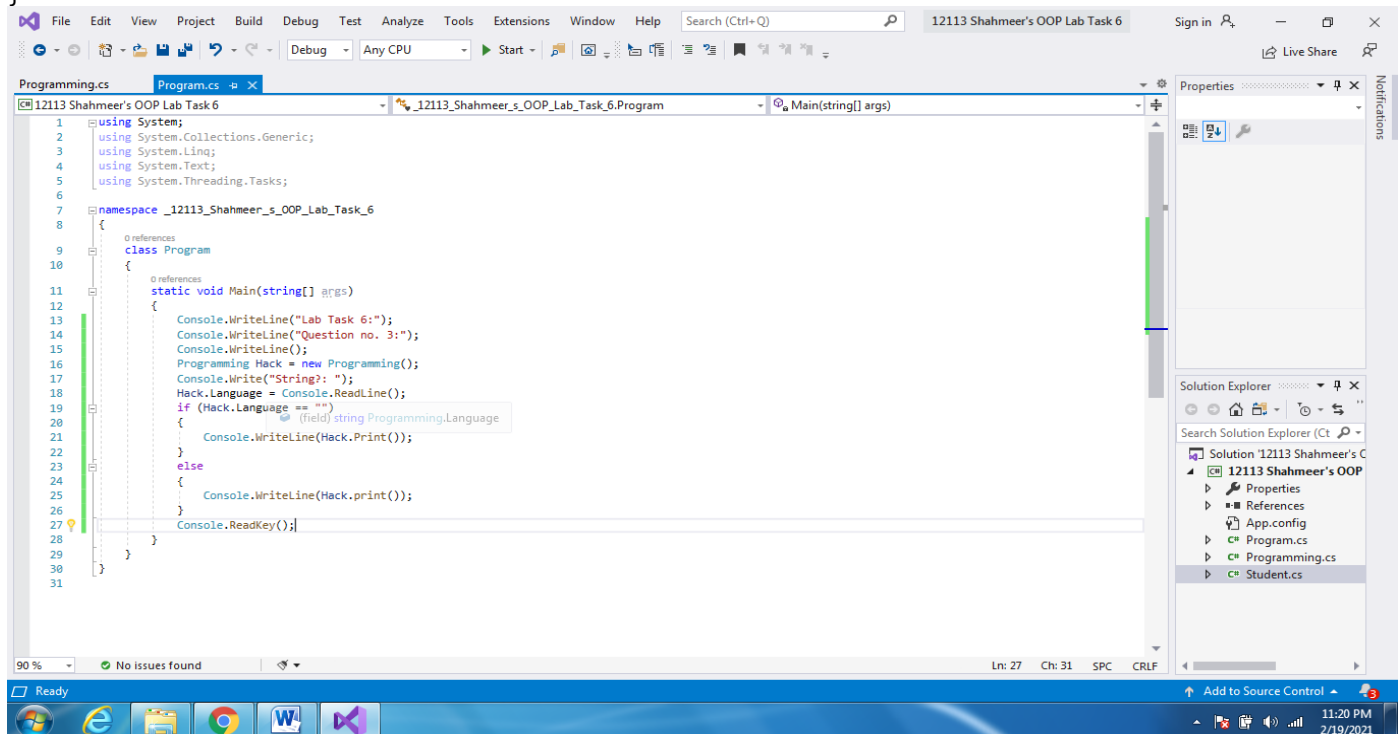 File Edit View Project Build Debug Test Analyze Tools Extensions Window Help Search (Ctrl+Q) 12113 Shahmeer's OOP Lab Task 6 Sign in
Debug Any CPU Start Live Share
Programming.cs Program.cs Properties Notifications
C# 12113 Shahmeer's OOP Lab Task 6 _12113_Shahmeer_s_OOP_Lab_Task_6.Program Main(string[] args)
1 using System;
2 using System.Collections.Generic;
3 using System.Linq;
4 using System.Text;
5 using System.Threading.Tasks;
6
7 namespace _12113_Shahmeer_s_OOP_Lab_Task_6
8 {
0 references
9 class Program
10 {
0 references
11 static void Main(string[] args)
12 {
13 Console.WriteLine("Lab Task 6:");
14 Console.WriteLine("Question no. 3:");
15 Console.WriteLine();
16 Programming Hack = new Programming();
17 Console.Write("String?: ");
18 Hack.Language = Console.ReadLine();
19 if (Hack.Language == "")
(field) string Programming.Language
20 {
21 Console.WriteLine(Hack.Print());
22 }
23 else
24 {
25 Console.WriteLine(Hack.print());
26 }
27 Console.ReadKey();
28 }
29 }
30 }
31
Solution Explorer
Search Solution Explorer (Ct
Solution '12113 Shahmeer's C
C# 12113 Shahmeer's OOP
Properties
References
App.config
C# Program.cs
C# Programming.cs
C# Student.cs
90 % No issues found Ln: 27 Ch: 31 SPC CRLF
Ready Add to Source Control 3
W 11:20 PM
2/19/2021